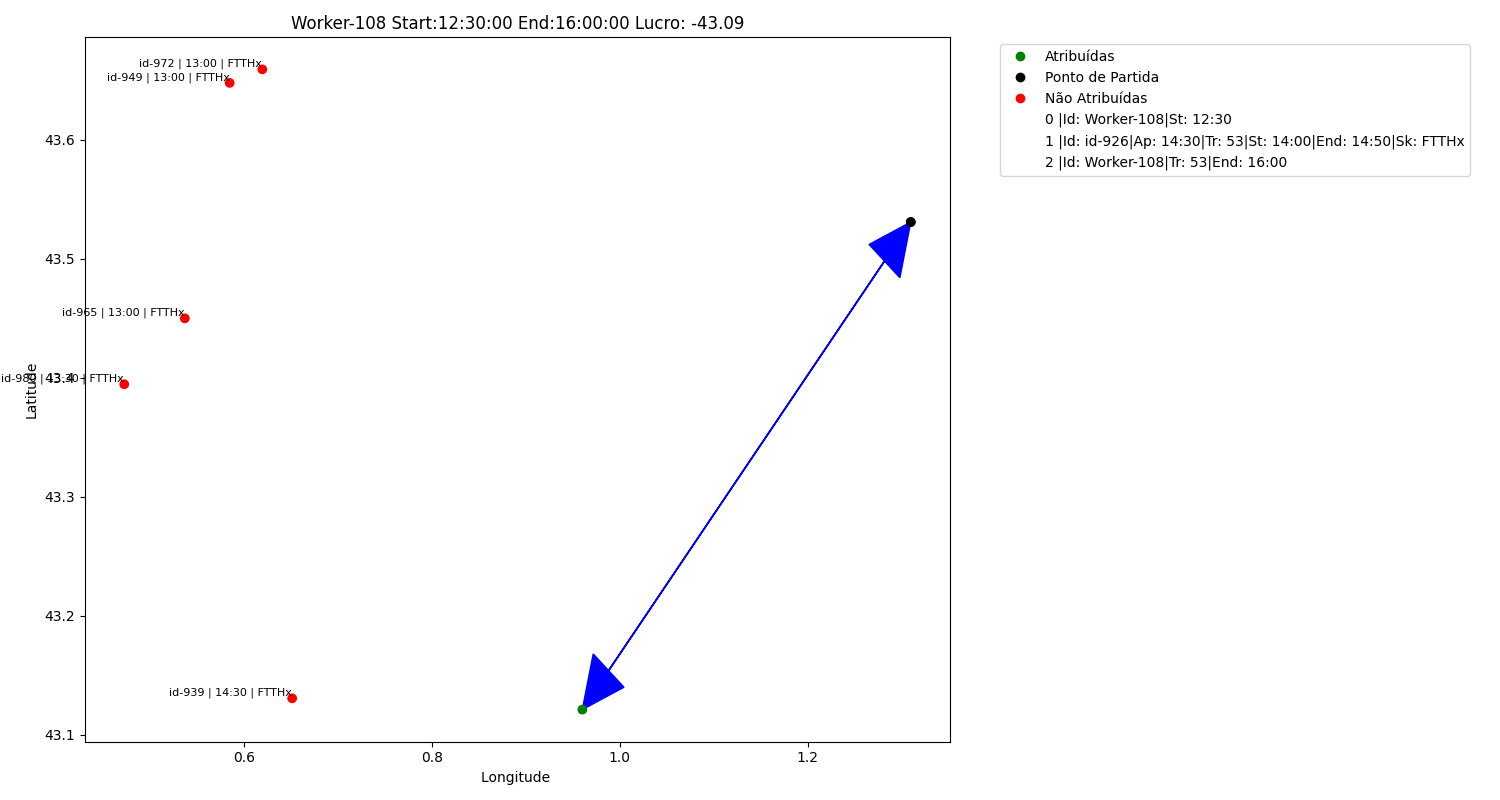 Worker-108 Start:12:30:00 End:16:00:00 Lucro: -43.09
id-972 | 13:00 | FTTHx
id-949 | 13:00 | FTTHx
id-965 | 13:00 | FTTHx
| FTTHx
id-939 | 14:30 | FTTHx
43.6
43.5
43.4
43.3
43.2
43.1
Latitude
0.6 0.8 1.0 1.2
Longitude
Atribuídas
Ponto de Partida
Não Atribuídas
0 |Id: Worker-108|St: 12:30
1 |Id: id-926|Ap: 14:30|Tr: 53|St: 14:00|End: 14:50|Sk: FTTHx
2 |Id: Worker-108|Tr: 53|End: 16:00